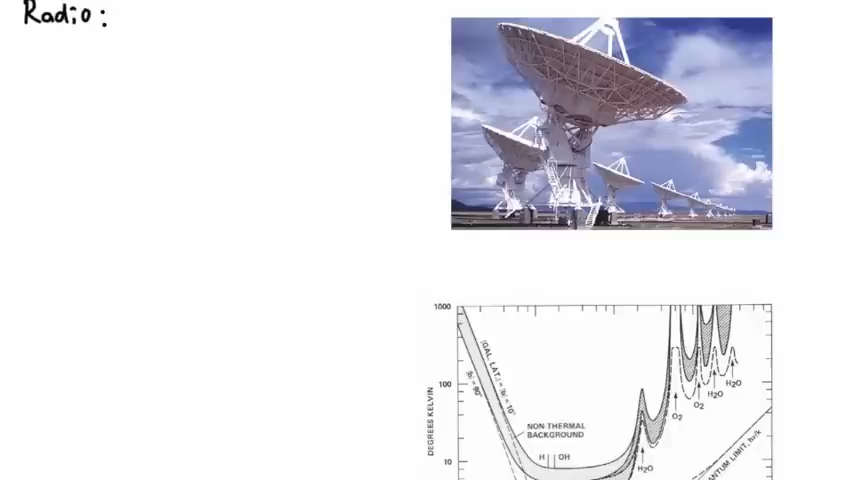 Radio:
1000
(GAL. LAT.) = |b| = 10°
|b| = 90°
100
DEGREES KELVIN
NON-THERMAL
BACKGROUND
H OH
10
H₂O
O₂
O₂
H₂O
H₂O
LIMIT, hν/k